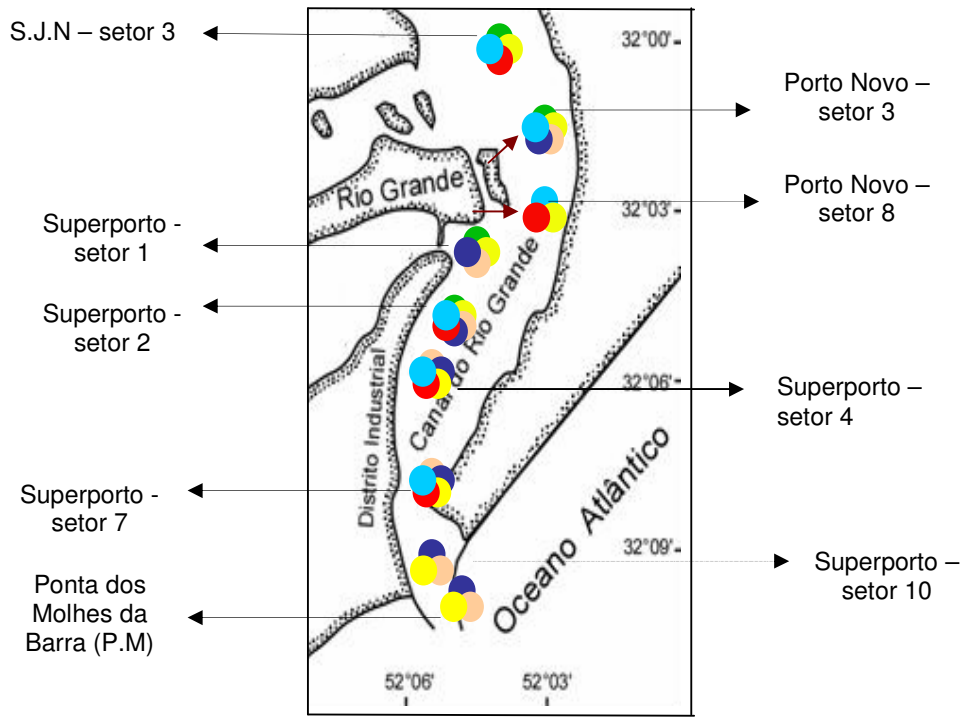 S.J.N – setor 3
32°00'
Porto Novo –
setor 3
Rio Grande
Porto Novo –
setor 8
32°03'
Superporto -
setor 1
Superporto -
setor 2
Canal do Rio Grande
Distrito Industrial
32°06'
Superporto –
setor 4
Superporto -
setor 7
Oceano Atlântico
32°09'
Superporto –
setor 10
Ponta dos
Molhes da
Barra (P.M)
52°06'
52°03'